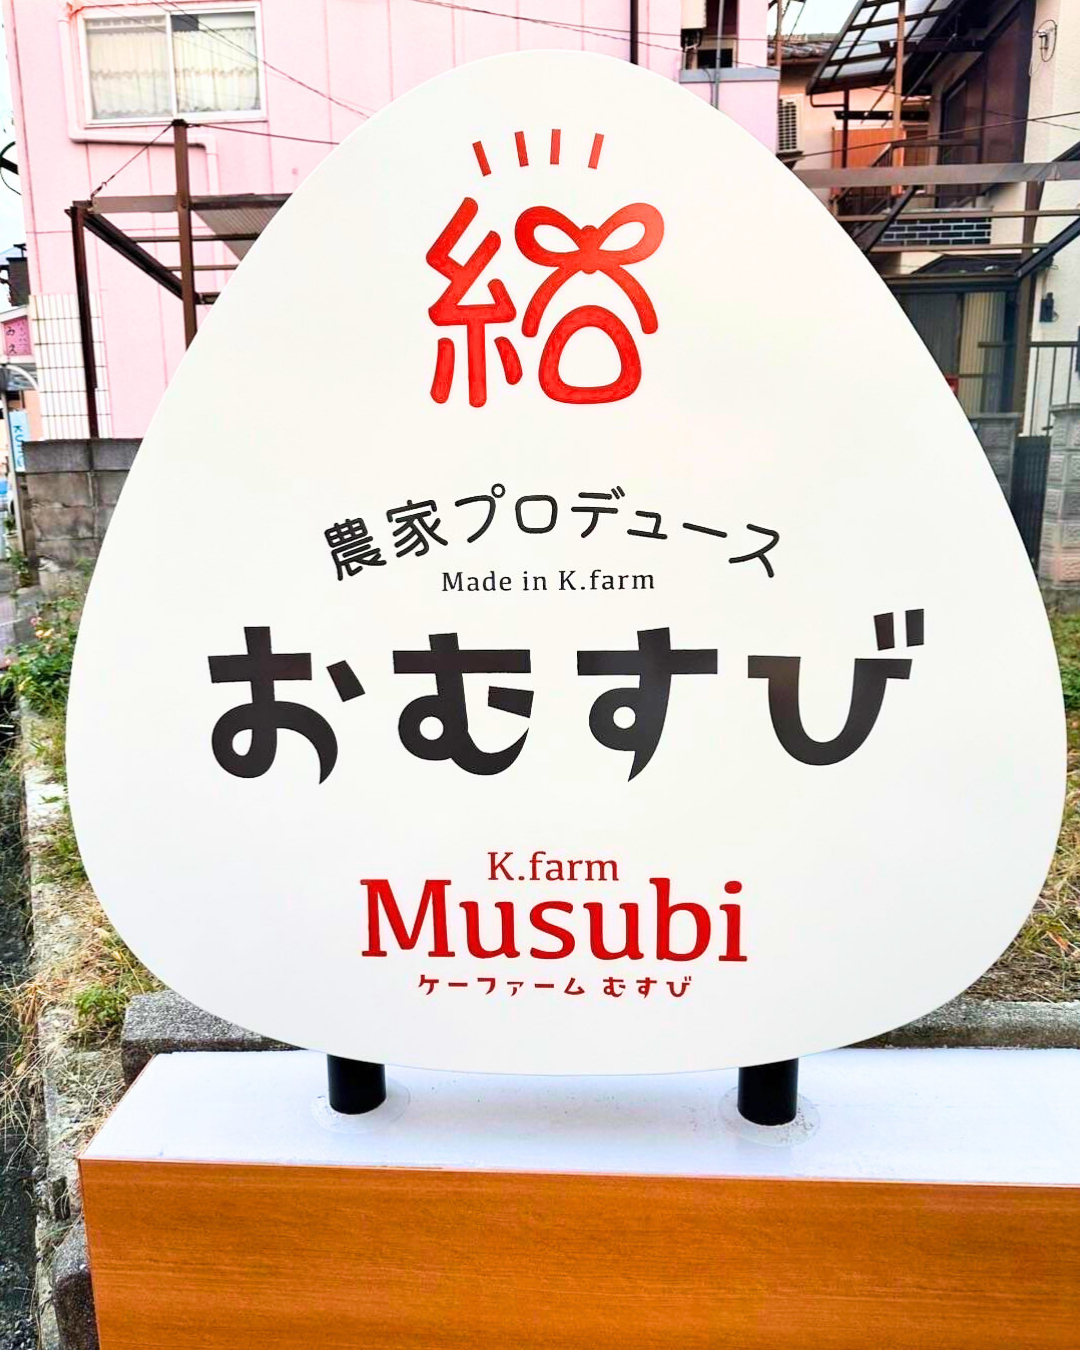 結
農家プロデュース
Made in K.farm
おむすび
K.farm
Musubi
ケーファーム むすび